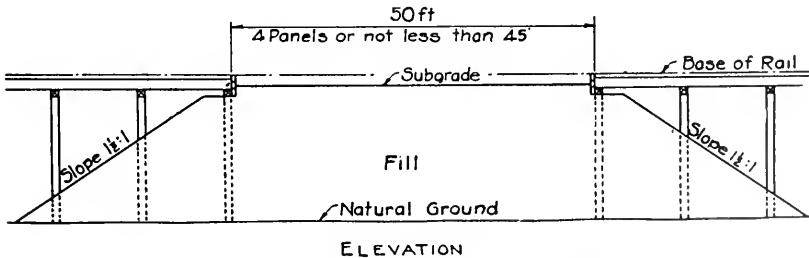 50 ft
4 Panels or not less than 45'
Base of Rail
Subgrade
Slope 1½:1
Slope 1½:1
Fill
Natural Ground
ELEVATION